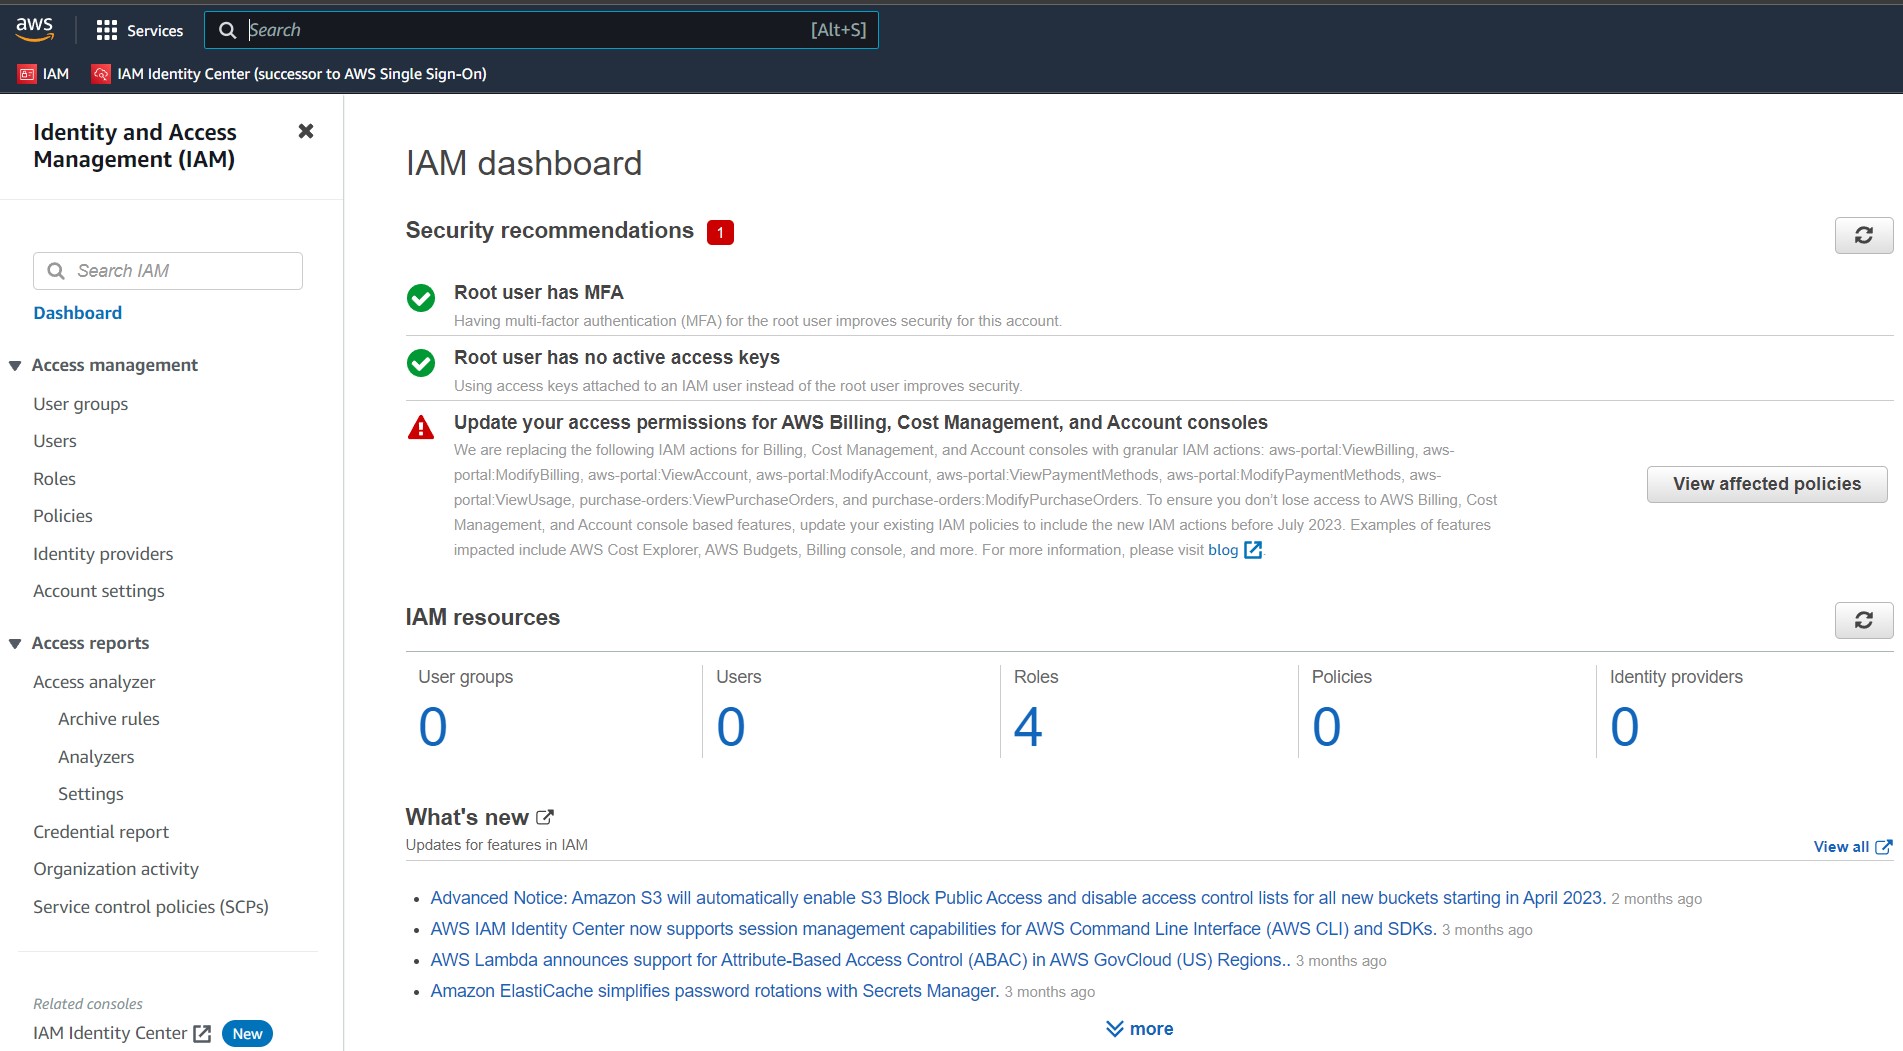 aws
Services
Search
[Alt+S]
IAM
IAM Identity Center (successor to AWS Single Sign-On)
Identity and Access
Management (IAM)
Search IAM
Dashboard
Access management
User groups
Users
Roles
Policies
Identity providers
Account settings
Access reports
Access analyzer
Archive rules
Analyzers
Settings
Credential report
Organization activity
Service control policies (SCPs)
Related consoles
IAM Identity Center
New
IAM dashboard
Security recommendations
1
Root user has MFA
Having multi-factor authentication (MFA) for the root user improves security for this account.
Root user has no active access keys
Using access keys attached to an IAM user instead of the root user improves security.
Update your access permissions for AWS Billing, Cost Management, and Account consoles
We are replacing the following IAM actions for Billing, Cost Management, and Account consoles with granular IAM actions: aws-portal:ViewBilling, aws-
portal:ModifyBilling, aws-portal:ViewAccount, aws-portal:ModifyAccount, aws-portal:ViewPaymentMethods, aws-portal:ModifyPaymentMethods, aws-
portal:ViewUsage, purchase-orders:ViewPurchaseOrders, and purchase-orders:ModifyPurchaseOrders. To ensure you don’t lose access to AWS Billing, Cost
Management, and Account console based features, update your existing IAM policies to include the new IAM actions before July 2023. Examples of features
impacted include AWS Cost Explorer, AWS Budgets, Billing console, and more. For more information, please visit blog.
View affected policies
IAM resources
User groups
0
Users
0
Roles
4
Policies
0
Identity providers
0
What's new
Updates for features in IAM
View all
Advanced Notice: Amazon S3 will automatically enable S3 Block Public Access and disable access control lists for all new buckets starting in April 2023. 2 months ago
AWS IAM Identity Center now supports session management capabilities for AWS Command Line Interface (AWS CLI) and SDKs. 3 months ago
AWS Lambda announces support for Attribute-Based Access Control (ABAC) in AWS GovCloud (US) Regions.. 3 months ago
Amazon ElastiCache simplifies password rotations with Secrets Manager. 3 months ago
more